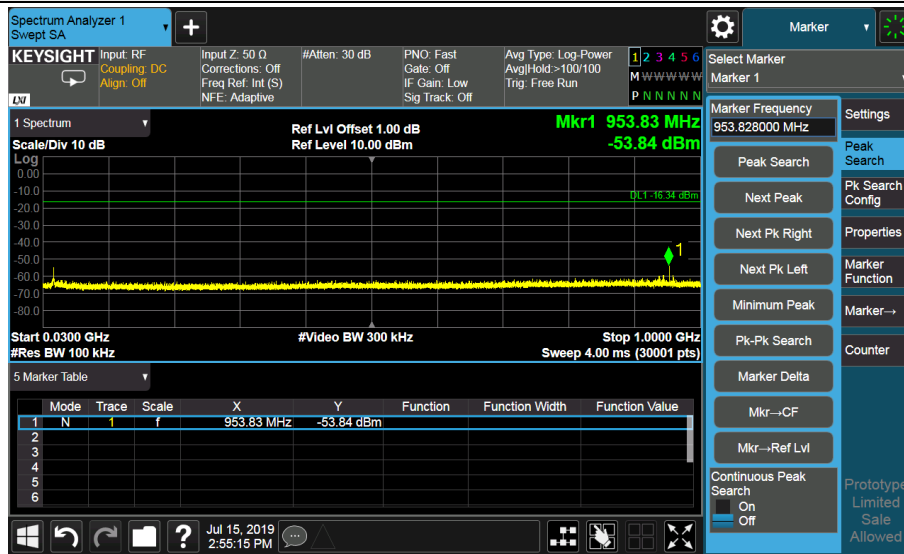 Spectrum Analyzer 1
Swept SA
+
Marker
KEYSIGHT
LXI
Input: RF
Coupling: DC
Align: Off
Input Z: 50 Ω
Corrections: Off
Freq Ref: Int (S)
NFE: Adaptive
#Atten: 30 dB
PNO: Fast
Gate: Off
IF Gain: Low
Sig Track: Off
Avg Type: Log-Power
Avg|Hold:>100/100
Trig: Free Run
1 2 3 4 5 6
M W W W W W
P N N N N N
Select Marker
Marker 1
1 Spectrum
Scale/Div 10 dB
Ref Lvl Offset 1.00 dB
Ref Level 10.00 dBm
Mkr1 953.83 MHz
-53.84 dBm
Log
0.00
-10.0
-20.0
-30.0
-40.0
-50.0
-60.0
-70.0
-80.0
DL1 -16.34 dBm
1
Start 0.0300 GHz
#Res BW 100 kHz
#Video BW 300 kHz
Stop 1.0000 GHz
Sweep 4.00 ms (30001 pts)
5 Marker Table
Mode Trace Scale X Y Function Function Width Function Value
1 N 1 f 953.83 MHz -53.84 dBm
2
3
4
5
6
Marker Frequency
953.828000 MHz
Peak Search
Next Peak
Next Pk Right
Next Pk Left
Minimum Peak
Pk-Pk Search
Marker Delta
Mkr→CF
Mkr→Ref Lvl
Continuous Peak
Search
On
Off
Settings
Peak
Search
Pk Search
Config
Properties
Marker
Function
Marker→
Counter
Prototype
Limited
Sale
Allowed
?
Jul 15, 2019
2:55:15 PM